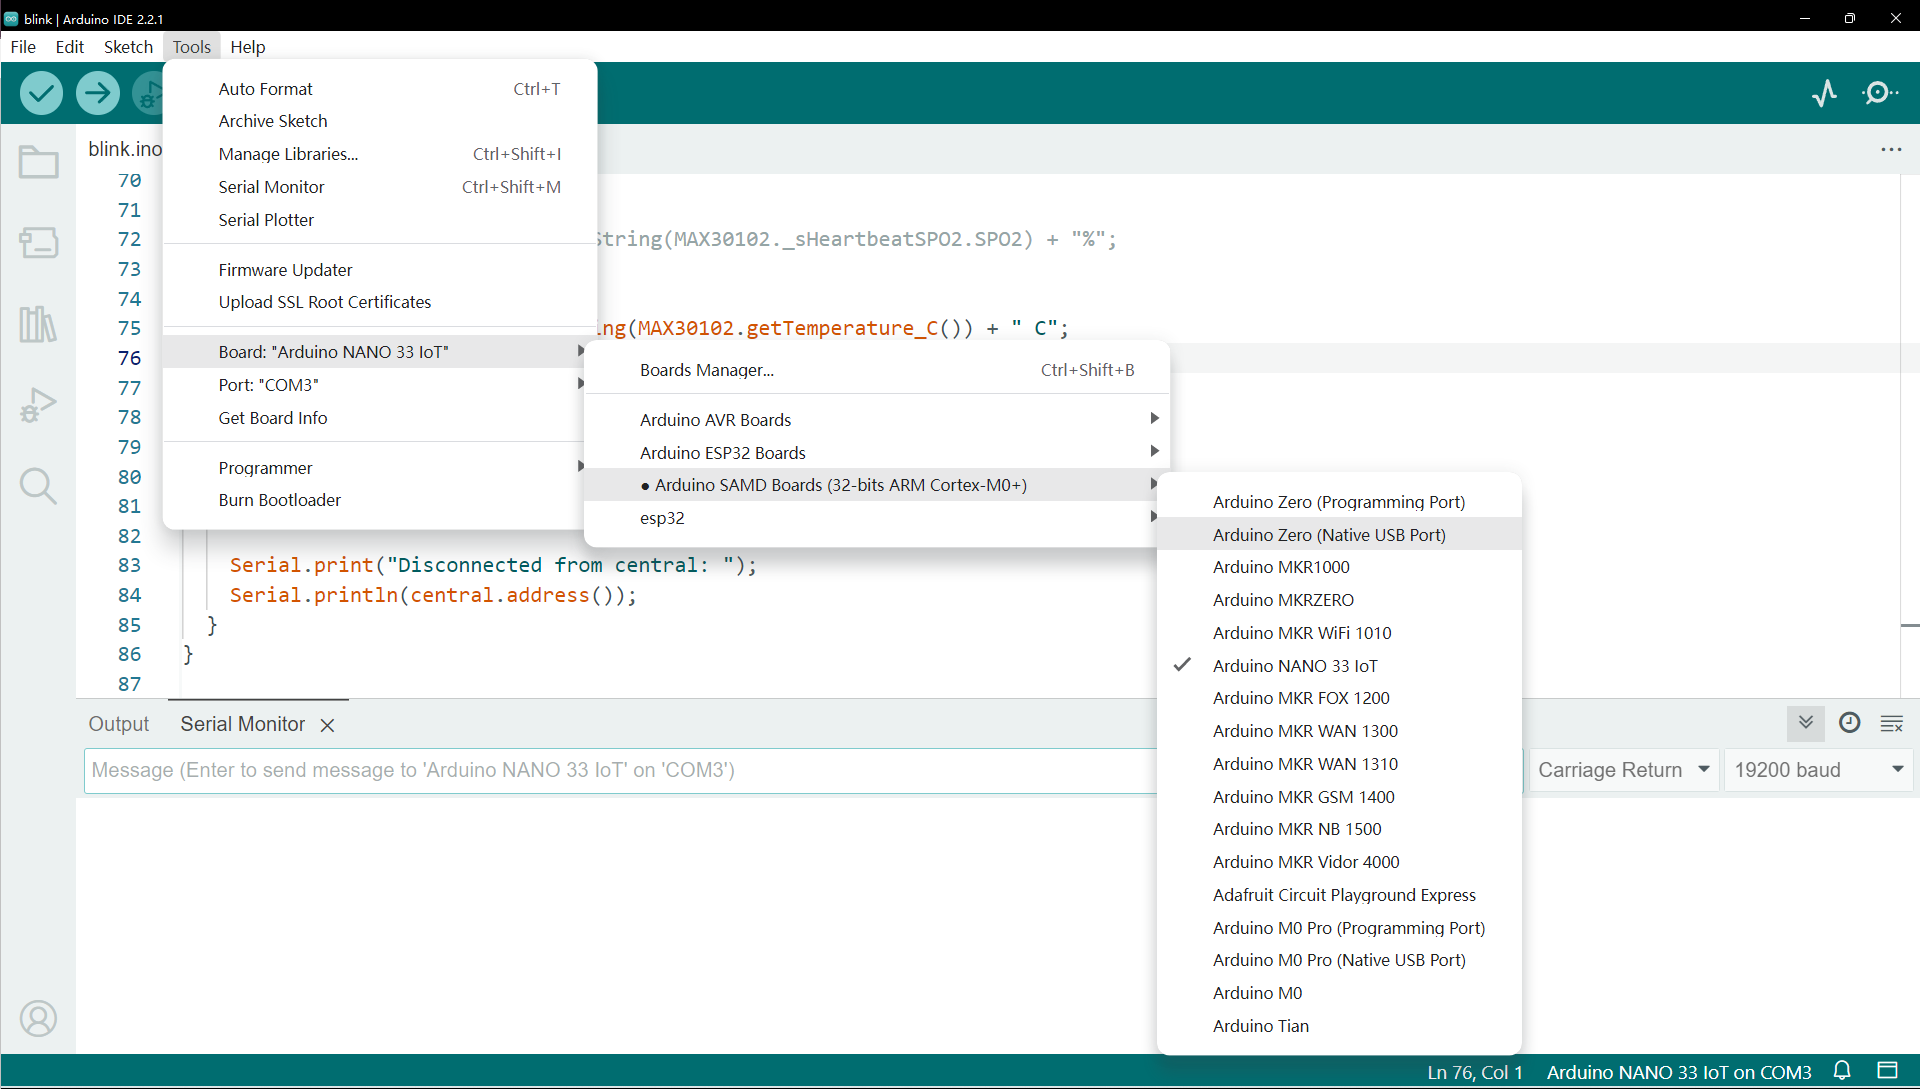 blink | Arduino IDE 2.2.1
File Edit Sketch Tools Help
Auto Format Ctrl+T
Archive Sketch
Manage Libraries... Ctrl+Shift+I
Serial Monitor Ctrl+Shift+M
Serial Plotter
Firmware Updater
Upload SSL Root Certificates
Board: "Arduino NANO 33 IoT"
Port: "COM3"
Get Board Info
Programmer
Burn Bootloader
Boards Manager... Ctrl+Shift+B
Arduino AVR Boards
Arduino ESP32 Boards
● Arduino SAMD Boards (32-bits ARM Cortex-M0+)
esp32
Arduino Zero (Programming Port)
Arduino Zero (Native USB Port)
Arduino MKR1000
Arduino MKRZERO
Arduino MKR WiFi 1010
Arduino NANO 33 IoT
Arduino MKR FOX 1200
Arduino MKR WAN 1300
Arduino MKR WAN 1310
Arduino MKR GSM 1400
Arduino MKR NB 1500
Arduino MKR Vidor 4000
Adafruit Circuit Playground Express
Arduino M0 Pro (Programming Port)
Arduino M0 Pro (Native USB Port)
Arduino M0
Arduino Tian
blink.ino
70
71
72 String(MAX30102._sHeartbeatSPO2.SPO2) + "%";
73
74
75 ing(MAX30102.getTemperature_C()) + " C";
76
77
78
79
80
81
82
83 Serial.print("Disconnected from central: ");
84 Serial.println(central.address());
85 }
86 }
87
Output Serial Monitor
Message (Enter to send message to 'Arduino NANO 33 IoT' on 'COM3')
Carriage Return 19200 baud
Ln 76, Col 1 Arduino NANO 33 IoT on COM3